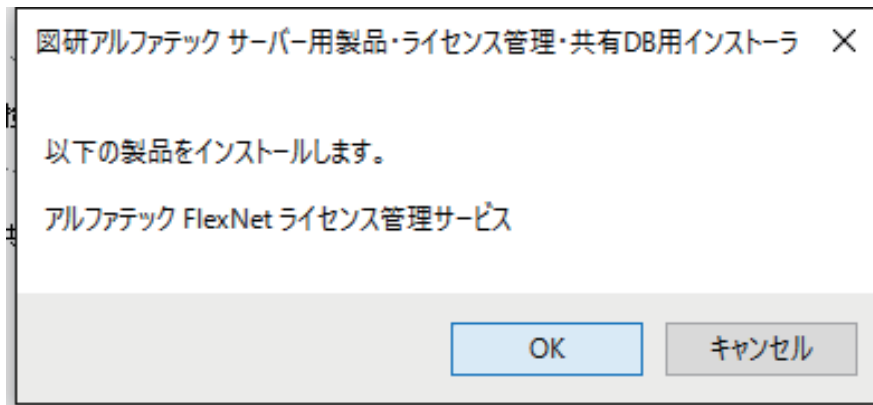 図研アルファテック サーバー用製品・ライセンス管理・共有DB用インストーラ
以下の製品をインストールします。
アルファテック FlexNet ライセンス管理サービス
OK
キャンセル